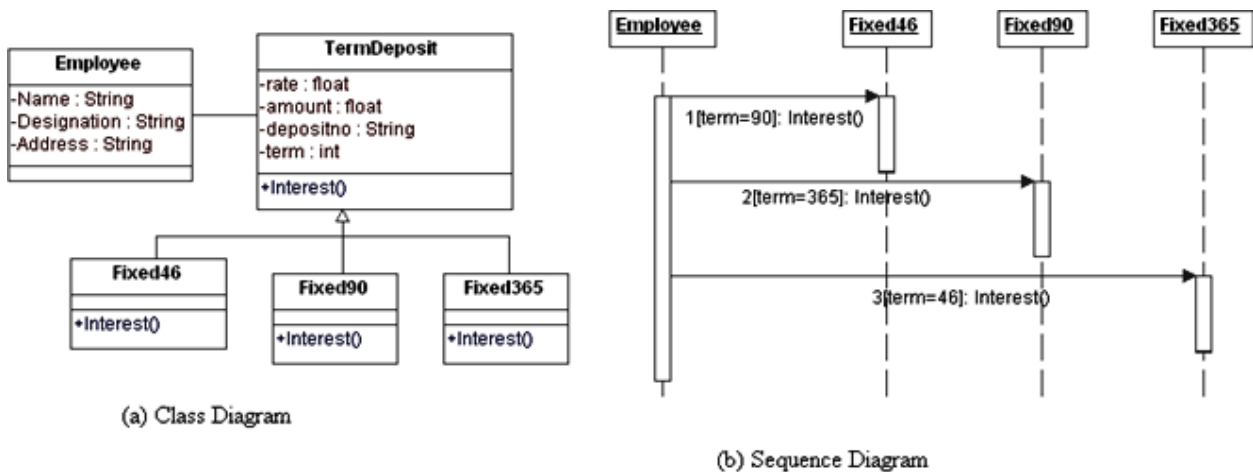 Employee
-Name : String
-Designation : String
-Address : String
TermDeposit
-rate : float
-amount : float
-depositno : String
-term : int
+Interest()
Fixed46
+Interest()
Fixed90
+Interest()
Fixed365
+Interest()
(a) Class Diagram
Employee
Fixed46
Fixed90
Fixed365
1[term=90]: Interest()
2[term=365]: Interest()
3[term=46]: Interest()
(b) Sequence Diagram